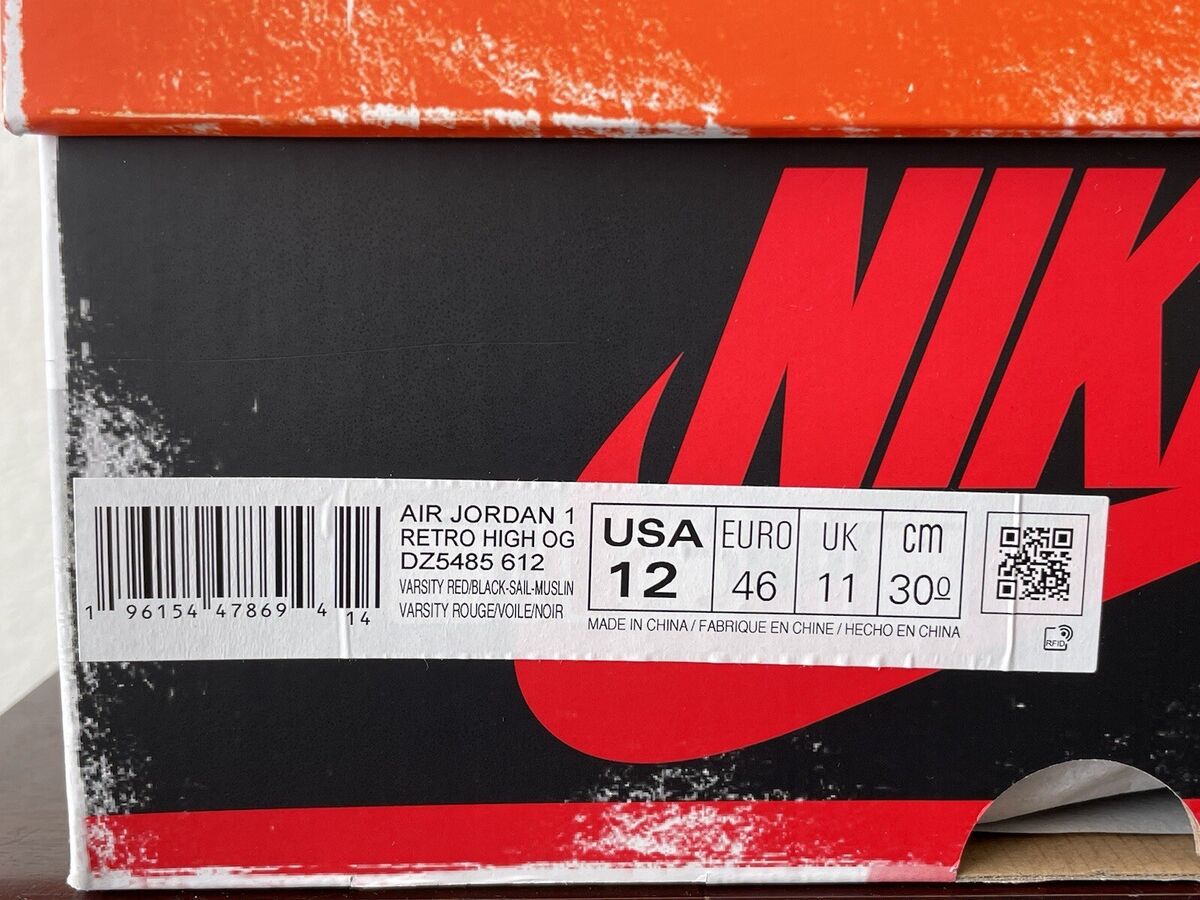 NIK
AIR JORDAN 1
RETRO HIGH OG
DZ5485 612
VARSITY RED/BLACK-SAIL-MUSLIN
VARSITY ROUGE/VOILE/NOIR
1 96154 47869 4 14
USA EURO UK cm
12 46 11 30⁰
MADE IN CHINA / FABRIQUE EN CHINE / HECHO EN CHINA
RFID